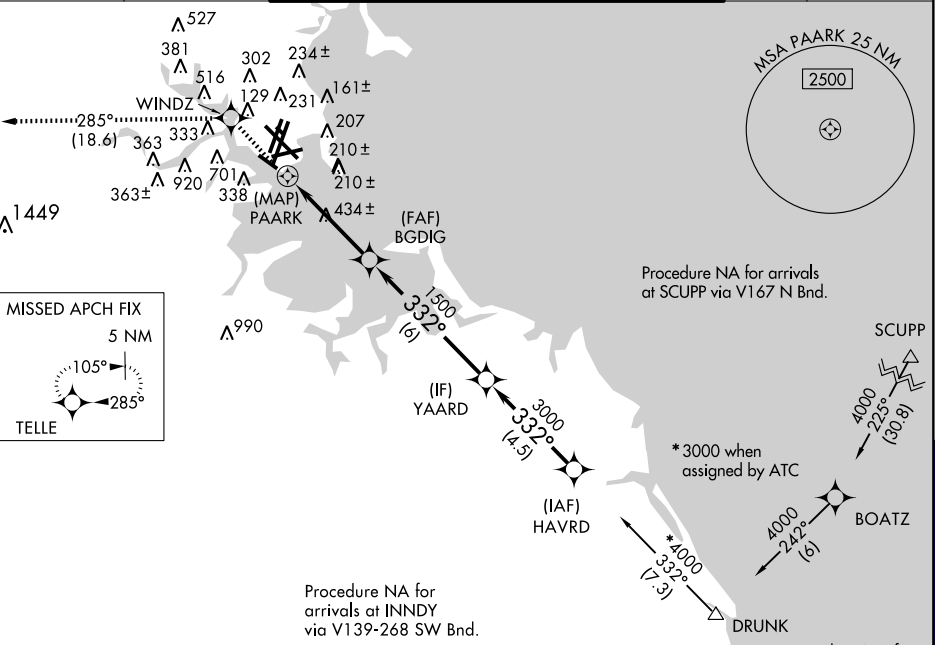 527
381
302
234±
516
WINDZ
129
231
161±
285°
(18.6)
333
207
363
210±
363±
920
701
338
210±
(MAP)
PAARK
434±
1449
(FAF)
BGDIG
MSA PAARK 25 NM
2500
Procedure NA for arrivals
at SCUPP via V167 N Bnd.
MISSED APCH FIX
5 NM
105°
285°
TELLE
990
1500
332°
(6)
(IF)
YAARD
3000
332°
(4.5)
(IAF)
HAVRD
SCUPP
4000
225°
(30.8)
*3000 when
assigned by ATC
BOATZ
4000
242°
(6)
*4000
332°
(7.3)
DRUNK
Procedure NA for
arrivals at INNDY
via V139-268 SW Bnd.